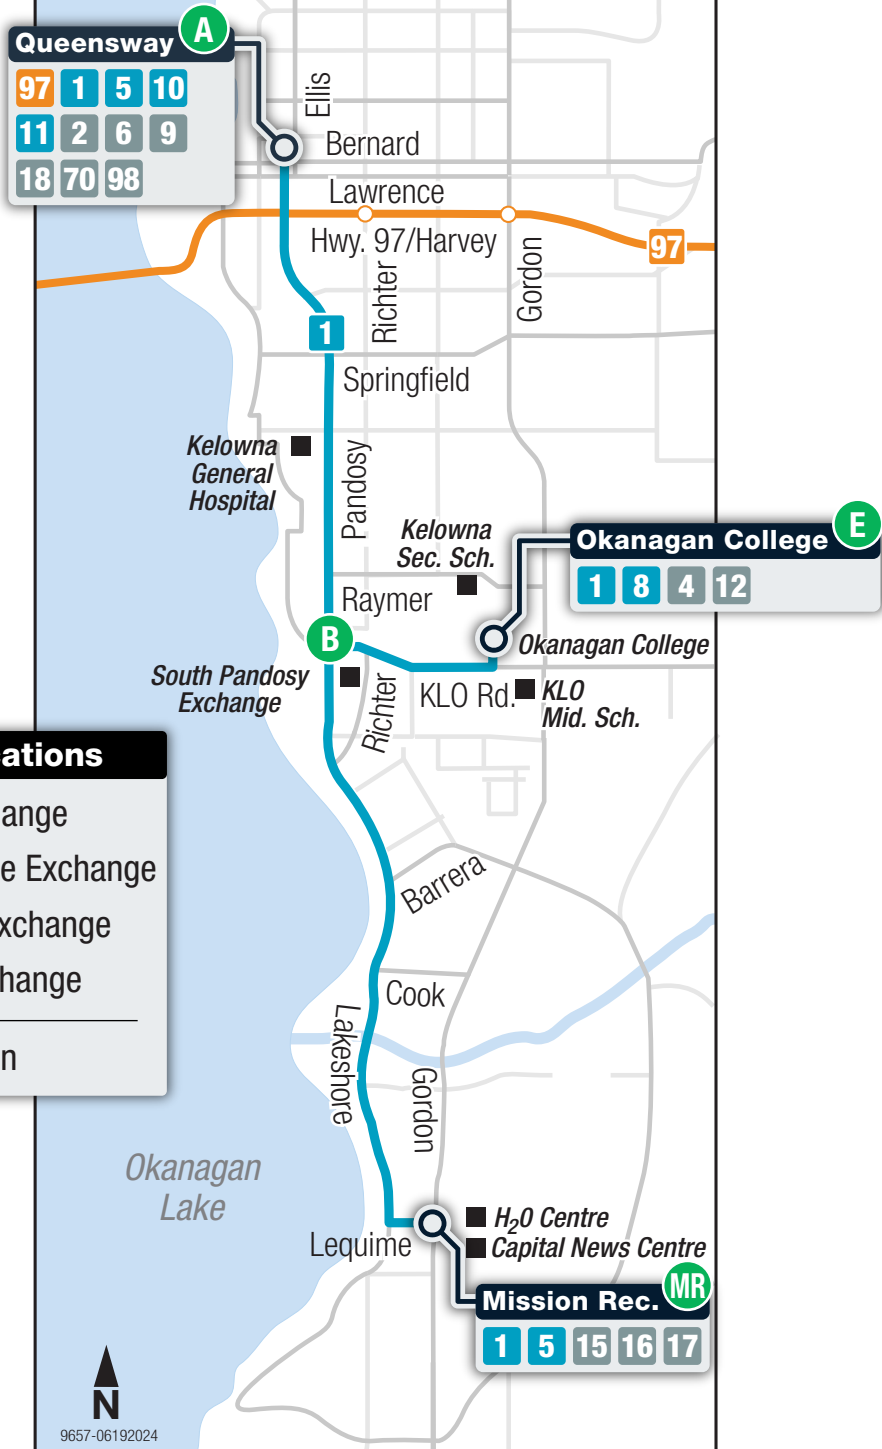 Queensway A
97 1 5 10
11 2 6 9
18 70 98
Ellis
Bernard
Lawrence
Hwy. 97/Harvey
97
Richter
Gordon
1
Springfield
Kelowna
General
Hospital
Pandosy
Kelowna
Sec. Sch.
Okanagan College E
1 8 4 12
Raymer
B
Okanagan College
South Pandosy
Exchange
Richter
KLO Rd.
KLO
Mid. Sch.
ations
ange
e Exchange
xchange
hange
n
Barrera
Cook
Lakeshore
Gordon
Okanagan
Lake
H2O Centre
Lequime
Capital News Centre
Mission Rec. MR
1 5 15 16 17
N
9657-06192024